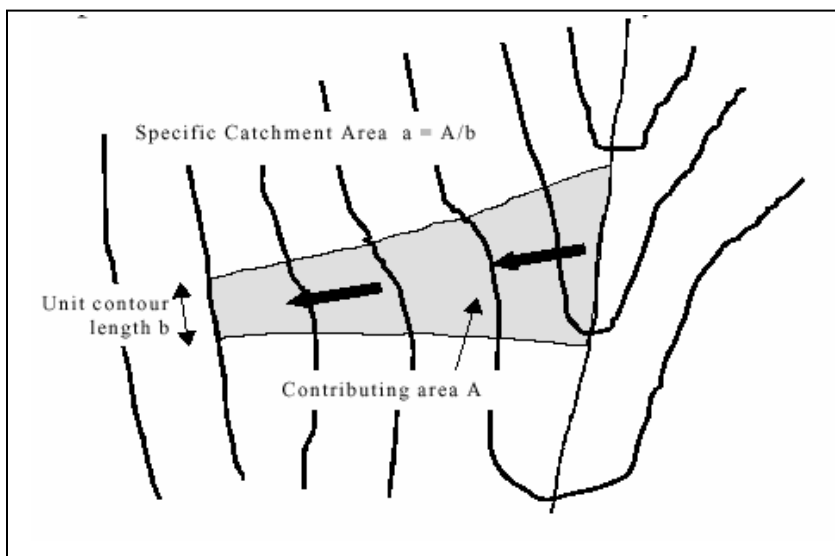 Specific Catchment Area a = A/b
Unit contour
length b
Contributing area A